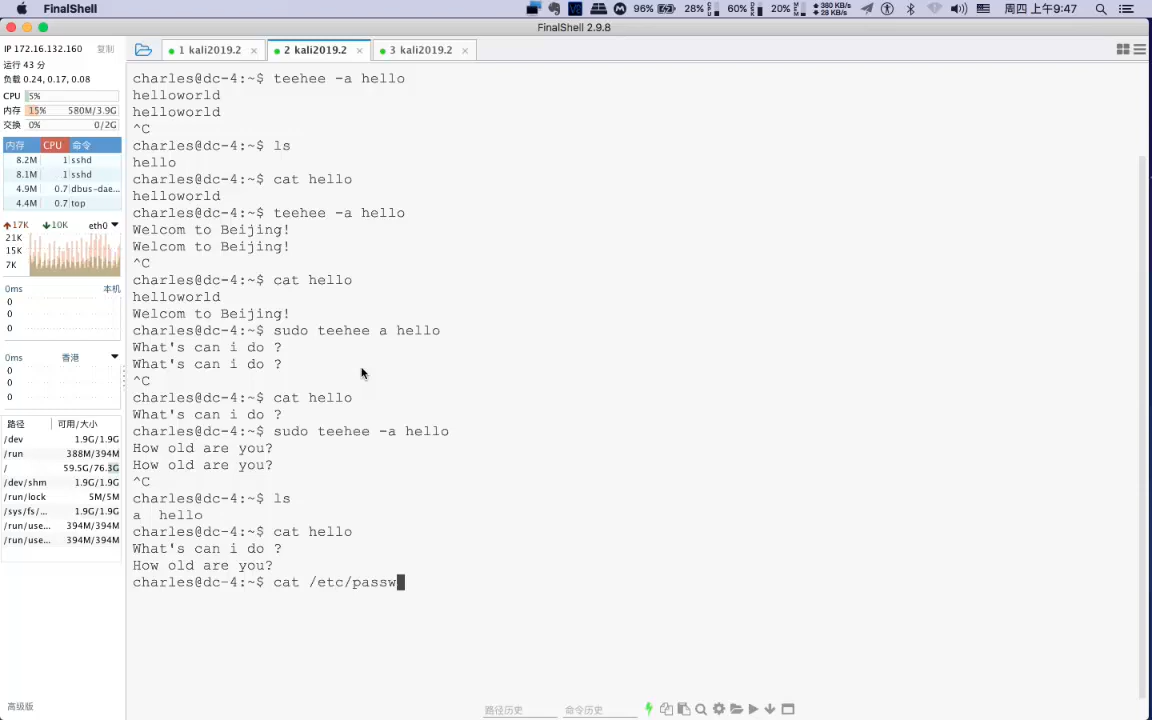 FinalShell
96%
28%
60%
20%
380 KB/s
28 KB/s
周四 上午9:47
FinalShell 2.9.8
IP 172.16.132.160 复制
运行 43 分
负载 0.24, 0.17, 0.08
CPU 5%
内存 15% 580M/3.9G
交换 0% 0/2G
内存 CPU 命令
8.2M 1 sshd
8.1M 1 sshd
4.9M 0.7 dbus-dae...
4.4M 0.7 top
17K 10K eth0
21K
15K
7K
0ms 本机
0
0
0
0ms 香港
0
0
0
路径 可用/大小
/dev 1.9G/1.9G
/run 388M/394M
/ 59.5G/76.3G
/dev/shm 1.9G/1.9G
/run/lock 5M/5M
/sys/fs/... 1.9G/1.9G
/run/use... 394M/394M
/run/use... 394M/394M
高级版
1 kali2019.2 × 2 kali2019.2 × 3 kali2019.2 ×
charles@dc-4:~$ teehee -a hello
helloworld
helloworld
^C
charles@dc-4:~$ ls
hello
charles@dc-4:~$ cat hello
helloworld
charles@dc-4:~$ teehee -a hello
Welcom to Beijing!
Welcom to Beijing!
^C
charles@dc-4:~$ cat hello
helloworld
Welcom to Beijing!
charles@dc-4:~$ sudo teehee a hello
What's can i do ?
What's can i do ?
^C
charles@dc-4:~$ cat hello
What's can i do ?
charles@dc-4:~$ sudo teehee -a hello
How old are you?
How old are you?
^C
charles@dc-4:~$ ls
a hello
charles@dc-4:~$ cat hello
What's can i do ?
How old are you?
charles@dc-4:~$ cat /etc/passw
路径历史 命令历史